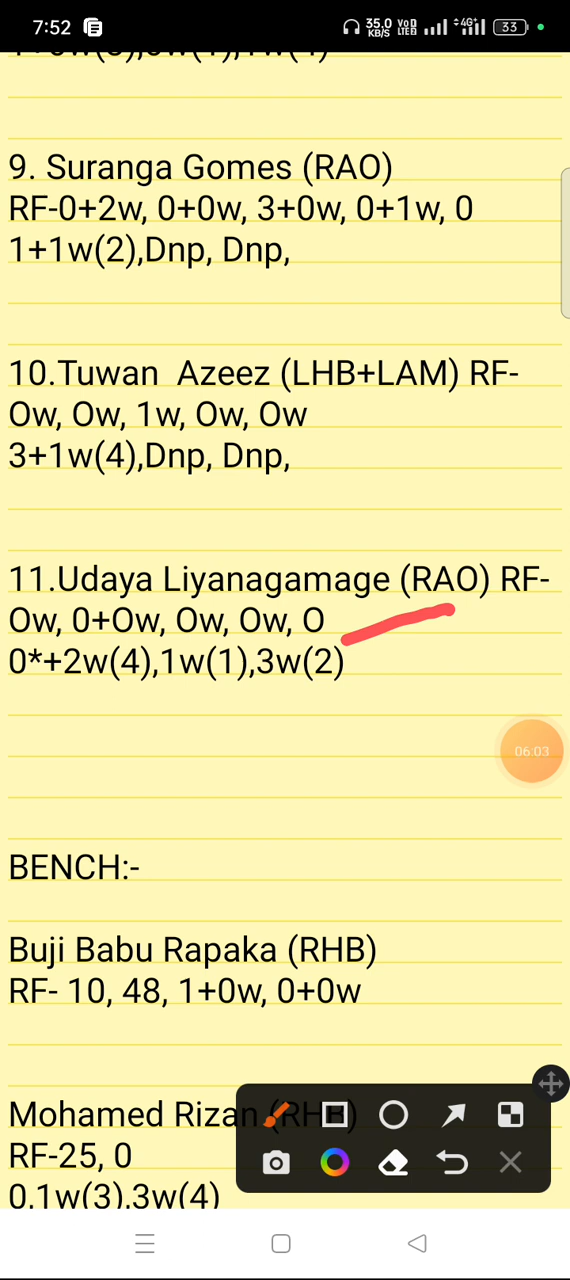 7:52
35.0 KB/S
4G+
33
9. Suranga Gomes (RAO)
RF-0+2w, 0+0w, 3+0w, 0+1w, 0
1+1w(2),Dnp, Dnp,
10.Tuwan  Azeez (LHB+LAM) RF-
Ow, Ow, 1w, Ow, Ow
3+1w(4),Dnp, Dnp,
11.Udaya Liyanagamage (RAO) RF-
Ow, 0+Ow, Ow, Ow, O
0*+2w(4),1w(1),3w(2)
06:03
BENCH:-
Buji Babu Rapaka (RHB)
RF- 10, 48, 1+0w, 0+0w
Mohamed Rizan (RHB)
RF-25, 0
0,1w(3),3w(4)